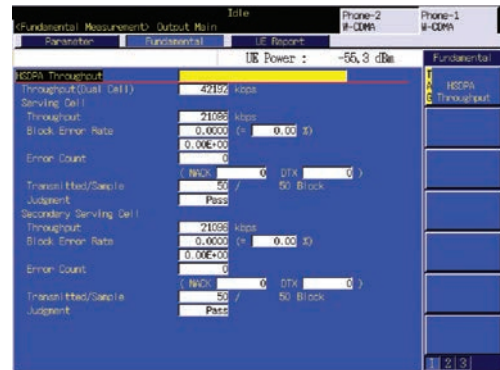 Idle
<Fundamental Measurement> Output Main
Phone-2
W-CDMA
Phone-1
W-CDMA
Parameter Fundamental UE Report
UE Power : -55.3 dBm
Fundamental
HSDPA Throughput
Throughput(Dual Cell) 42192 kbps
Serving Cell
Throughput 21096 kbps
Block Error Rate 0.0000 (= 0.00 %)
0.00E+00
Error Count 0
( NACK 0 DTX 0 )
Transmitted/Sample 50 / 50 Block
Judgment Pass
Secondary Serving Cell
Throughput 21096 kbps
Block Error Rate 0.0000 (= 0.00 %)
0.00E+00
Error Count 0
( NACK 0 DTX 0 )
Transmitted/Sample 50 / 50 Block
Judgment Pass
TAG
HSDPA
Throughput
1 2 3